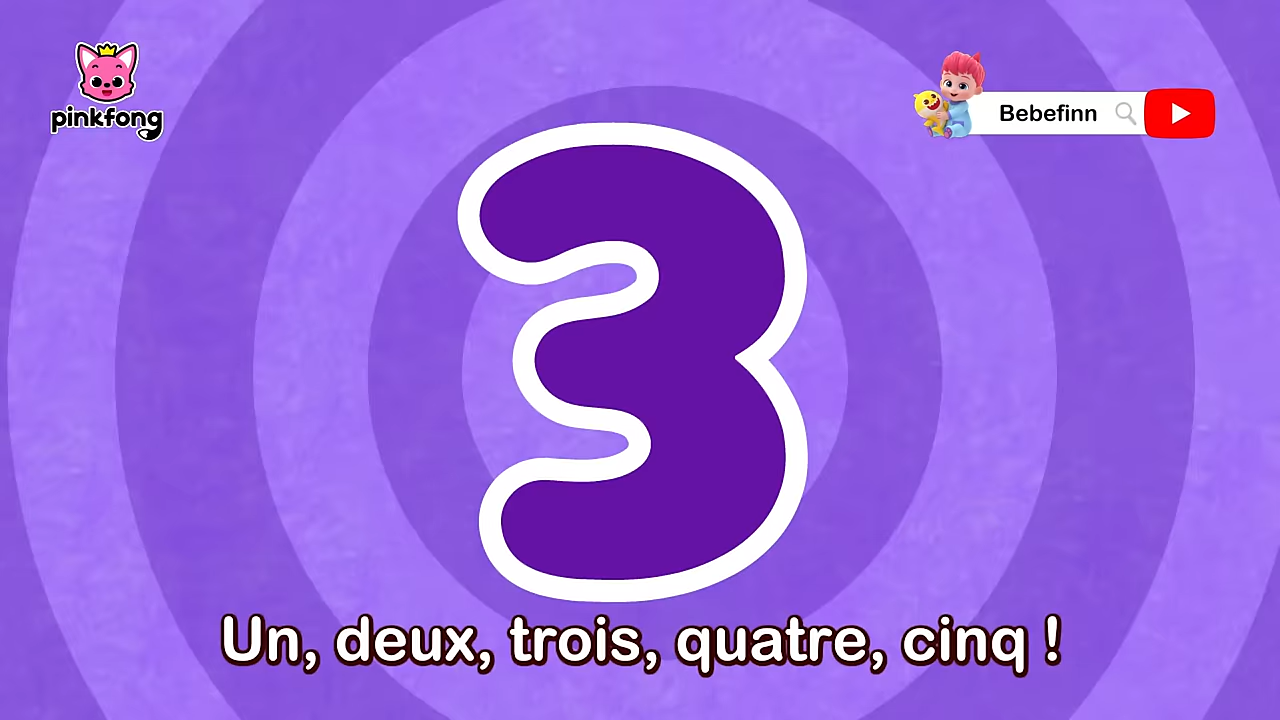 pinkfong
Bebefinn
3
Un, deux, trois, quatre, cinq !